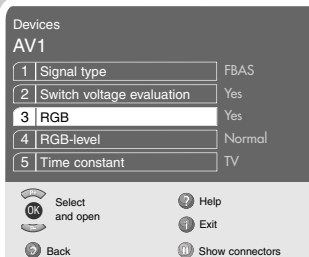 Devices
AV1
1 Signal type FBAS
2 Switch voltage evaluation Yes
3 RGB Yes
4 RGB-level Normal
5 Time constant TV
OK Select and open
? Help
i Exit
Back
Show connectors